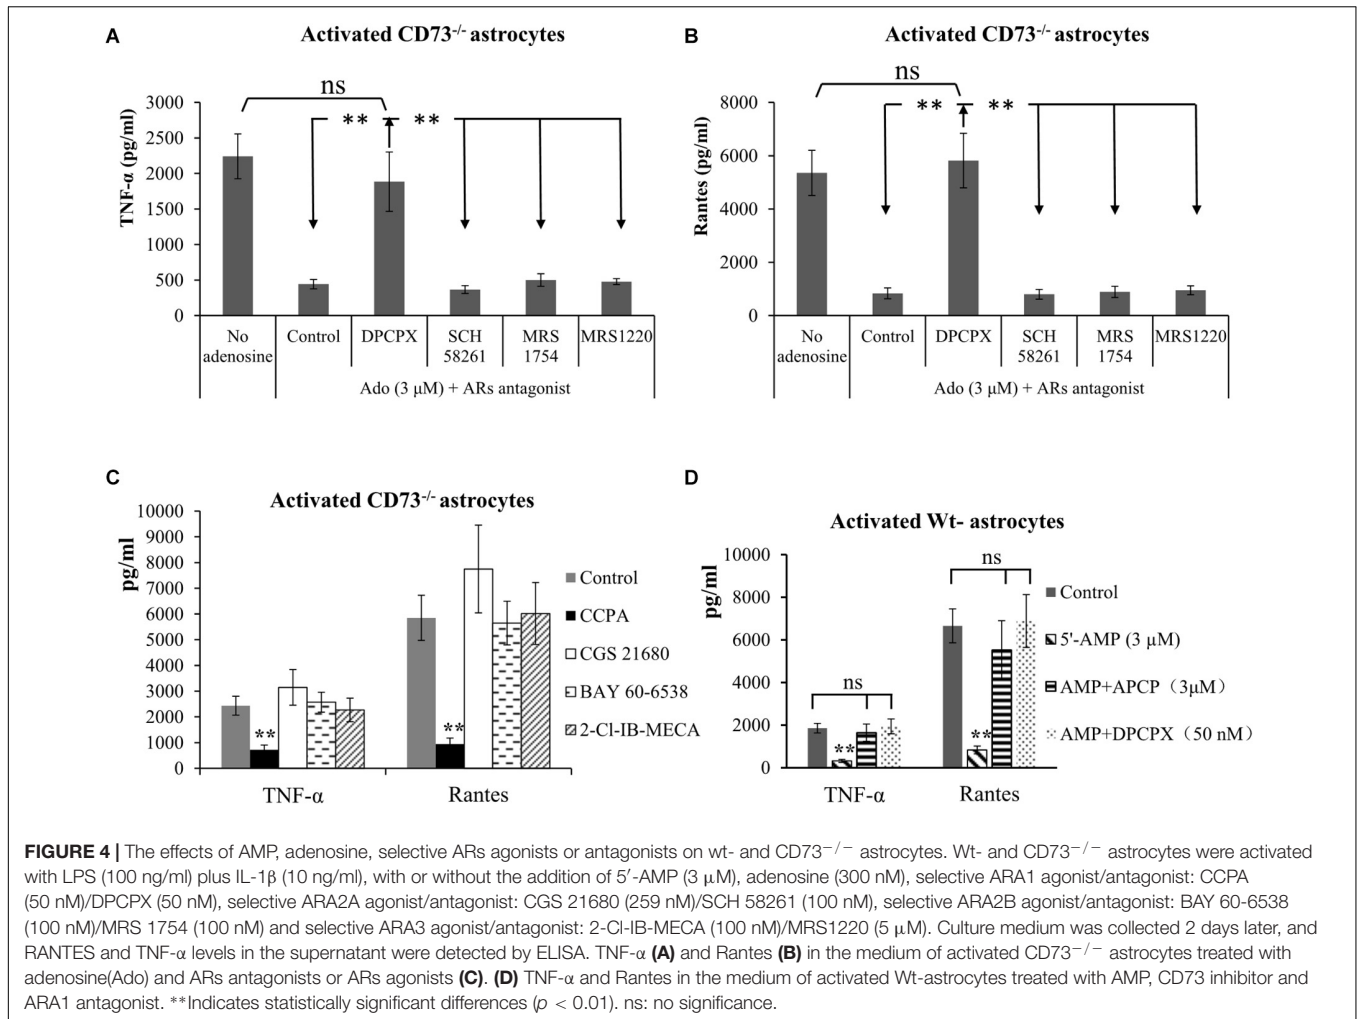 A
Activated CD73-/- astrocytes
ns
** **
TNF-α (pg/ml)
3000
2500
2000
1500
1000
500
0
No adenosine
Control
DPCPX
SCH 58261
MRS 1754
MRS1220
Ado (3 μM) + ARs antagonist
B
Activated CD73-/- astrocytes
ns
** **
Rantes (pg/ml)
8000
6000
4000
2000
0
No adenosine
Control
DPCPX
SCH 58261
MRS 1754
MRS1220
Ado (3 μM) + ARs antagonist
C
Activated CD73-/- astrocytes
pg/ml
10000
9000
8000
7000
6000
5000
4000
3000
2000
1000
0
**
**
TNF-α
Rantes
Control
CCPA
CGS 21680
BAY 60-6538
2-Cl-IB-MECA
D
Activated Wt- astrocytes
pg/ml
10000
8000
6000
4000
2000
0
ns
**
ns
**
TNF-α
Rantes
Control
5'-AMP (3 μM)
AMP+APCP（3μM）
AMP+DPCPX（50 nM）
FIGURE 4 | The effects of AMP, adenosine, selective ARs agonists or antagonists on wt- and CD73−/− astrocytes. Wt- and CD73−/− astrocytes were activated
with LPS (100 ng/ml) plus IL-1β (10 ng/ml), with or without the addition of 5′-AMP (3 μM), adenosine (300 nM), selective ARA1 agonist/antagonist: CCPA
(50 nM)/DPCPX (50 nM), selective ARA2A agonist/antagonist: CGS 21680 (259 nM)/SCH 58261 (100 nM), selective ARA2B agonist/antagonist: BAY 60-6538
(100 nM)/MRS 1754 (100 nM) and selective ARA3 agonist/antagonist: 2-Cl-IB-MECA (100 nM)/MRS1220 (5 μM). Culture medium was collected 2 days later, and
RANTES and TNF-α levels in the supernatant were detected by ELISA. TNF-α (A) and Rantes (B) in the medium of activated CD73−/− astrocytes treated with
adenosine(Ado) and ARs antagonists or ARs agonists (C). (D) TNF-α and Rantes in the medium of activated Wt-astrocytes treated with AMP, CD73 inhibitor and
ARA1 antagonist. **Indicates statistically significant differences (p < 0.01). ns: no significance.